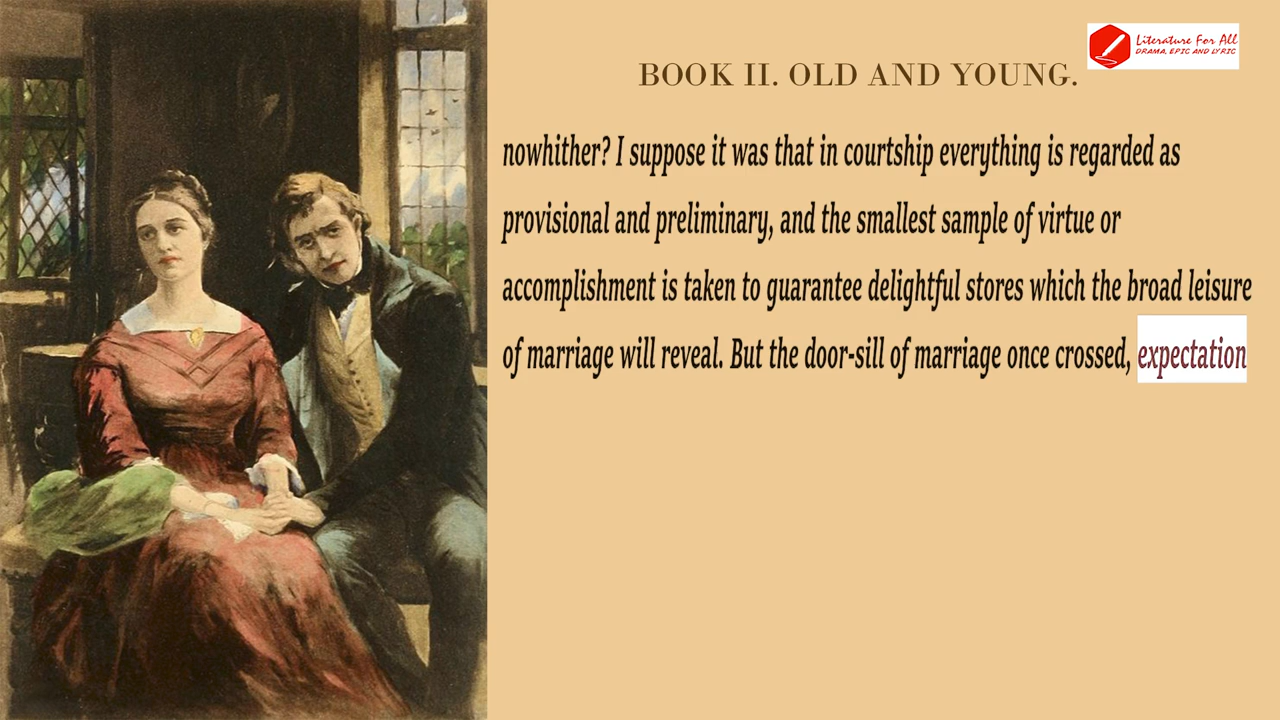 Literature For All
DRAMA, EPIC AND LYRIC
BOOK II. OLD AND YOUNG.
nowhither? I suppose it was that in courtship everything is regarded as
provisional and preliminary, and the smallest sample of virtue or
accomplishment is taken to guarantee delightful stores which the broad leisure
of marriage will reveal. But the door-sill of marriage once crossed, expectation